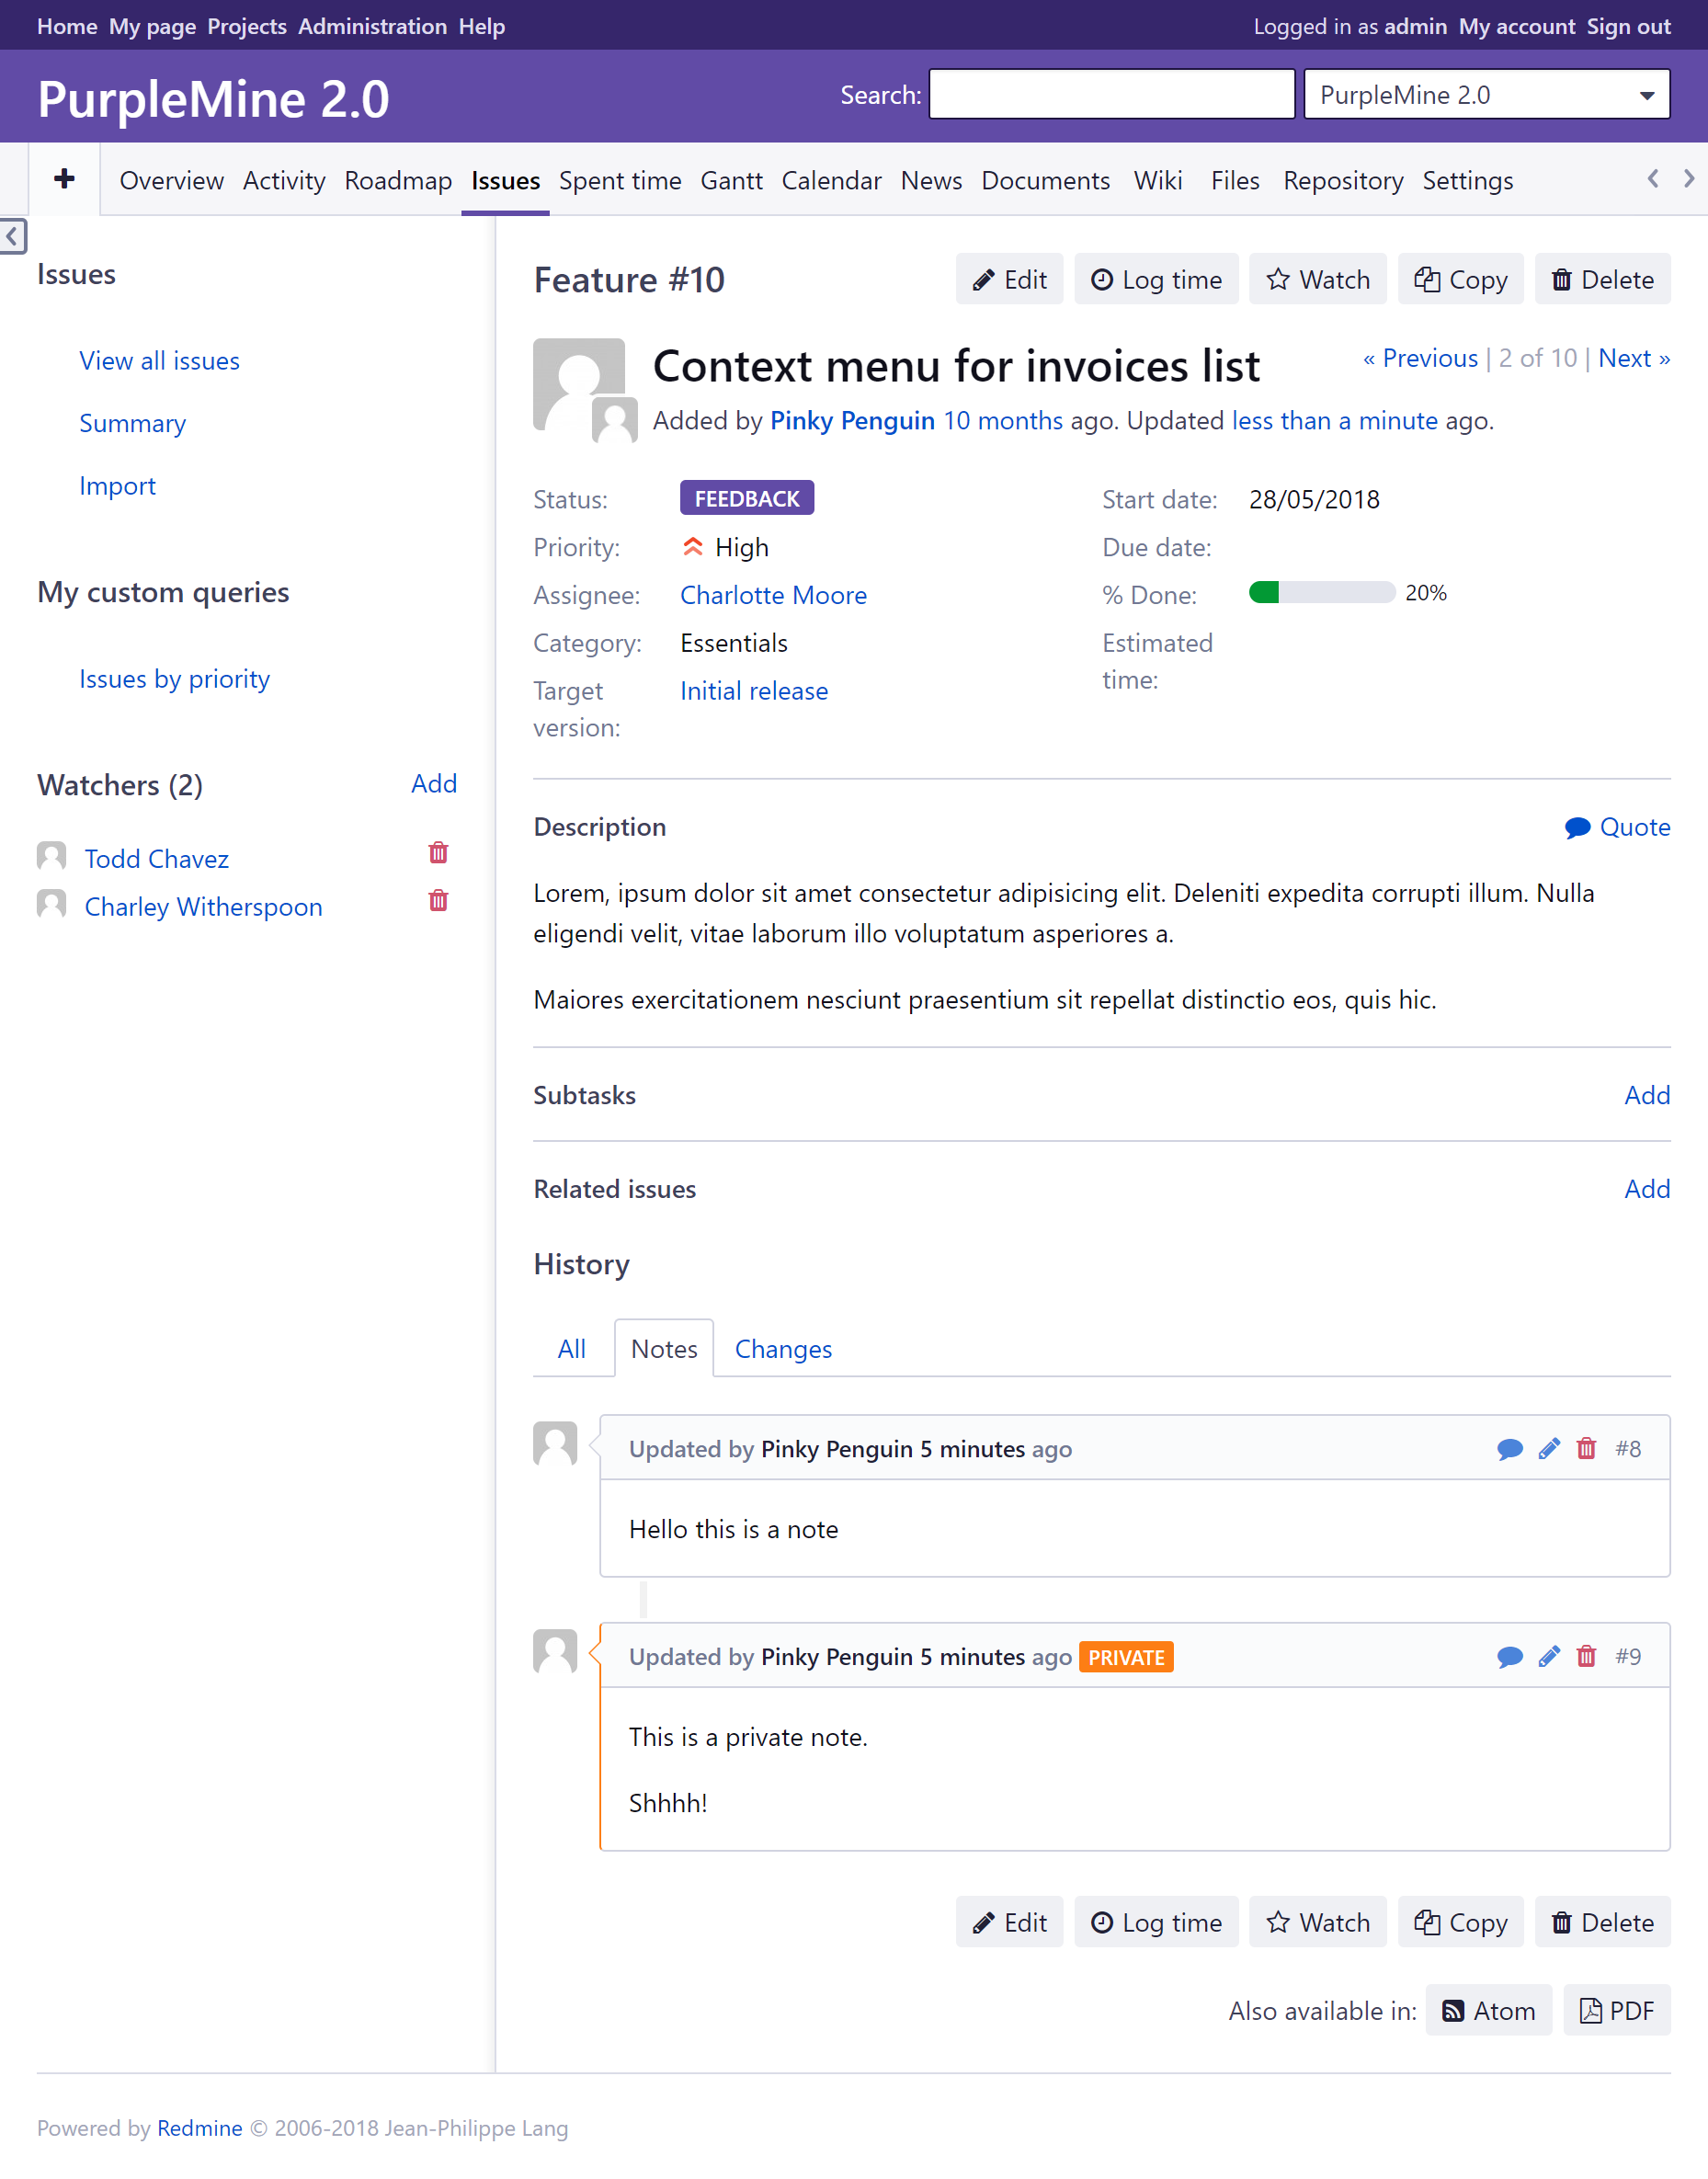 Home My page Projects Administration Help
Logged in as admin My account Sign out
PurpleMine 2.0
Search:
PurpleMine 2.0
+ Overview Activity Roadmap Issues Spent time Gantt Calendar News Documents Wiki Files Repository Settings
Issues
View all issues
Summary
Import
My custom queries
Issues by priority
Watchers (2) Add
Todd Chavez
Charley Witherspoon
Feature #10
Edit Log time Watch Copy Delete
Context menu for invoices list
« Previous | 2 of 10 | Next »
Added by Pinky Penguin 10 months ago. Updated less than a minute ago.
Status: FEEDBACK
Priority: High
Assignee: Charlotte Moore
Category: Essentials
Target
version:
Initial release
Start date: 28/05/2018
Due date:
% Done: 20%
Estimated
time:
Description Quote
Lorem, ipsum dolor sit amet consectetur adipisicing elit. Deleniti expedita corrupti illum. Nulla
eligendi velit, vitae laborum illo voluptatum asperiores a.
Maiores exercitationem nesciunt praesentium sit repellat distinctio eos, quis hic.
Subtasks Add
Related issues Add
History
All Notes Changes
Updated by Pinky Penguin 5 minutes ago #8
Hello this is a note
Updated by Pinky Penguin 5 minutes ago PRIVATE #9
This is a private note.
Shhhh!
Edit Log time Watch Copy Delete
Also available in: Atom PDF
Powered by Redmine © 2006-2018 Jean-Philippe Lang